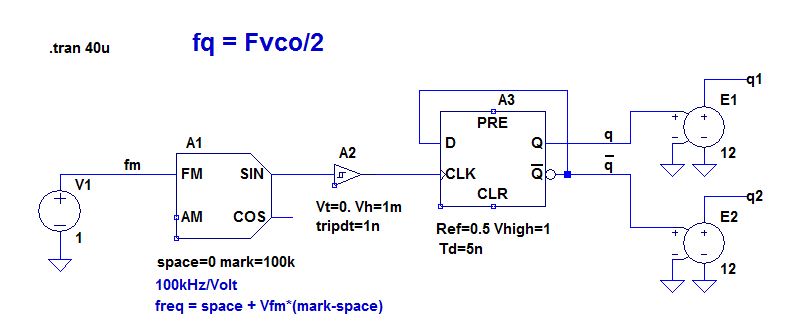 fq = Fvco/2
.tran 40u
q1
A3
E1
PRE
D
Q
q
A1
A2
12
fm
FM
SIN
CLK
Q
q
V1
CLR
q2
AM
COS
Vt=0. Vh=1m
tripdt=1n
Ref=0.5 Vhigh=1
Td=5n
E2
1
12
space=0 mark=100k
100kHz/Volt
freq = space + Vfm*(mark-space)